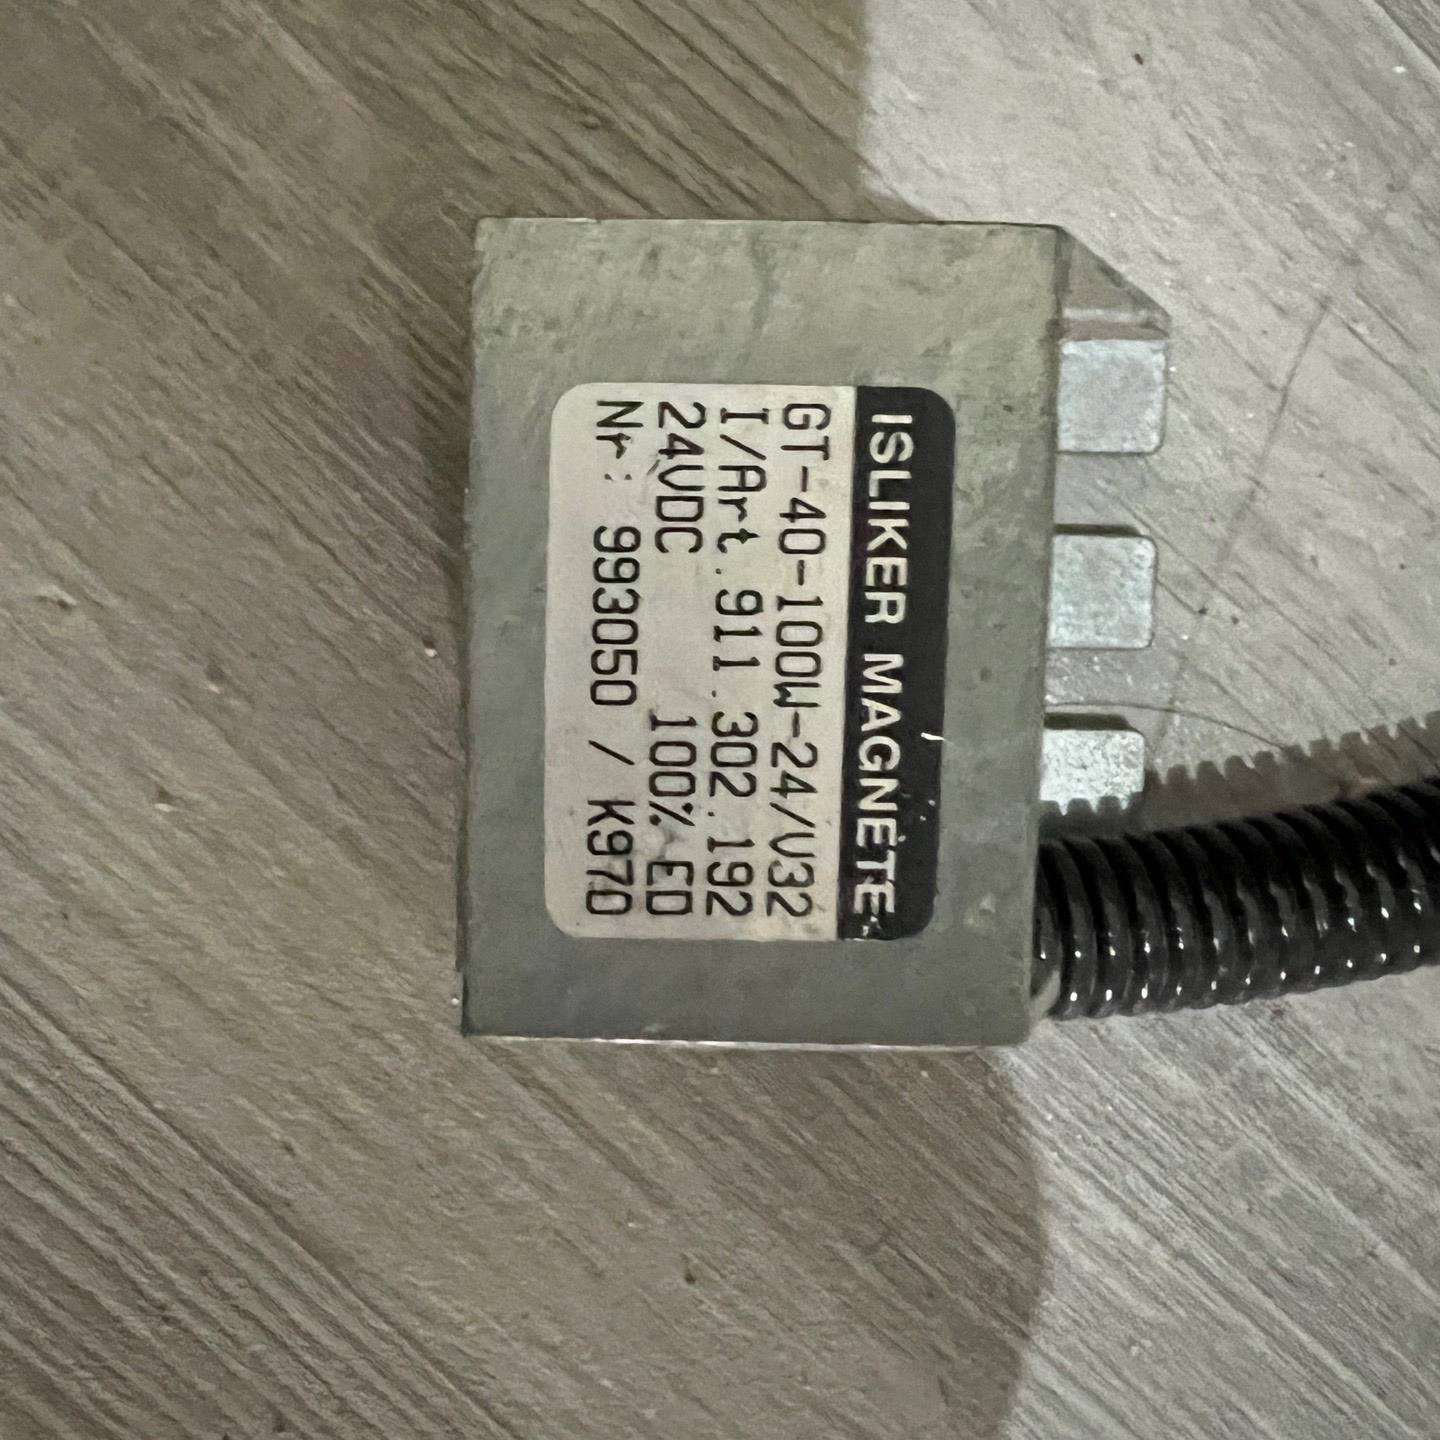 ISLIKER MAGNETE
GT-40-100W-24/V32
I/Art.911.302.192
24VDC 100% ED
Nr: 993050 / K970